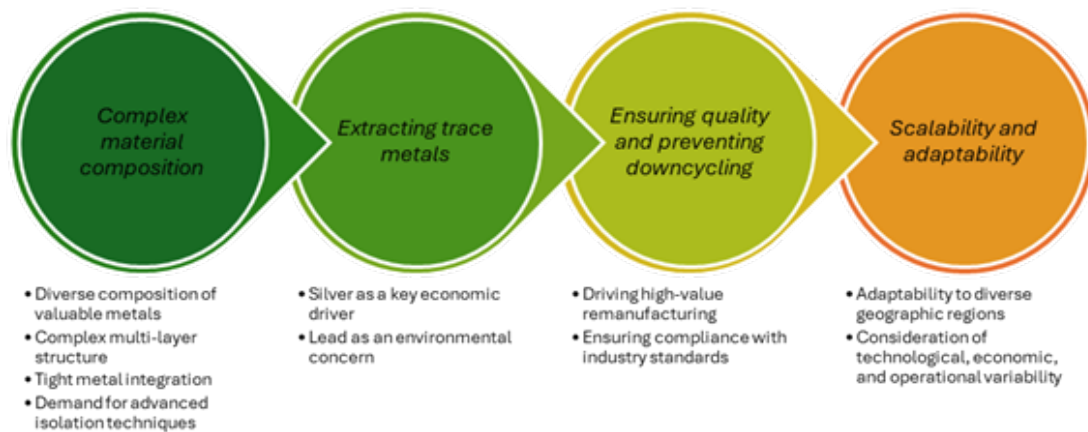 Complex
material
composition
• Diverse composition of
valuable metals
• Complex multi-layer
structure
• Tight metal integration
• Demand for advanced
isolation techniques
Extracting trace
metals
• Silver as a key economic
driver
• Lead as an environmental
concern
Ensuring quality
and preventing
downcycling
• Driving high-value
remanufacturing
• Ensuring compliance with
industry standards
Scalability and
adaptability
• Adaptability to diverse
geographic regions
• Consideration of
technological, economic,
and operational variability